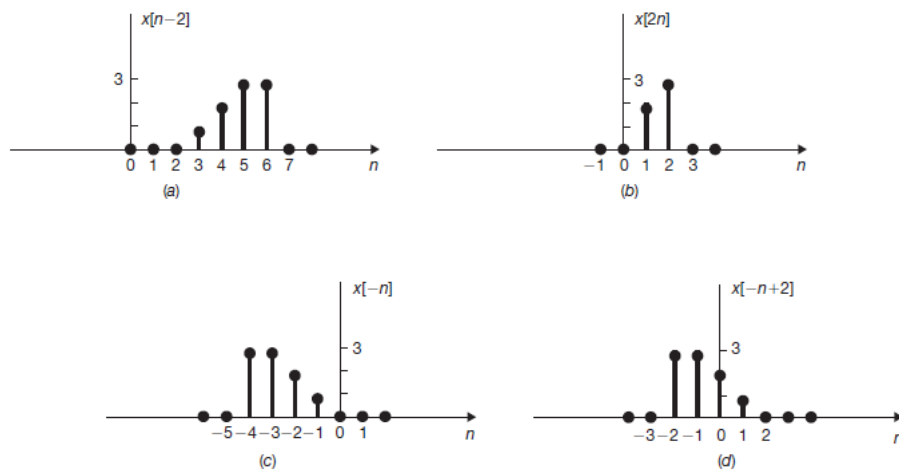 x[n−2]
3
0 1 2 3 4 5 6 7 n
(a)
x[2n]
3
−1 0 1 2 3 n
(b)
x[−n]
3
−5 −4 −3 −2 −1 0 1 n
(c)
x[−n+2]
3
−3 −2 −1 0 1 2
(d)